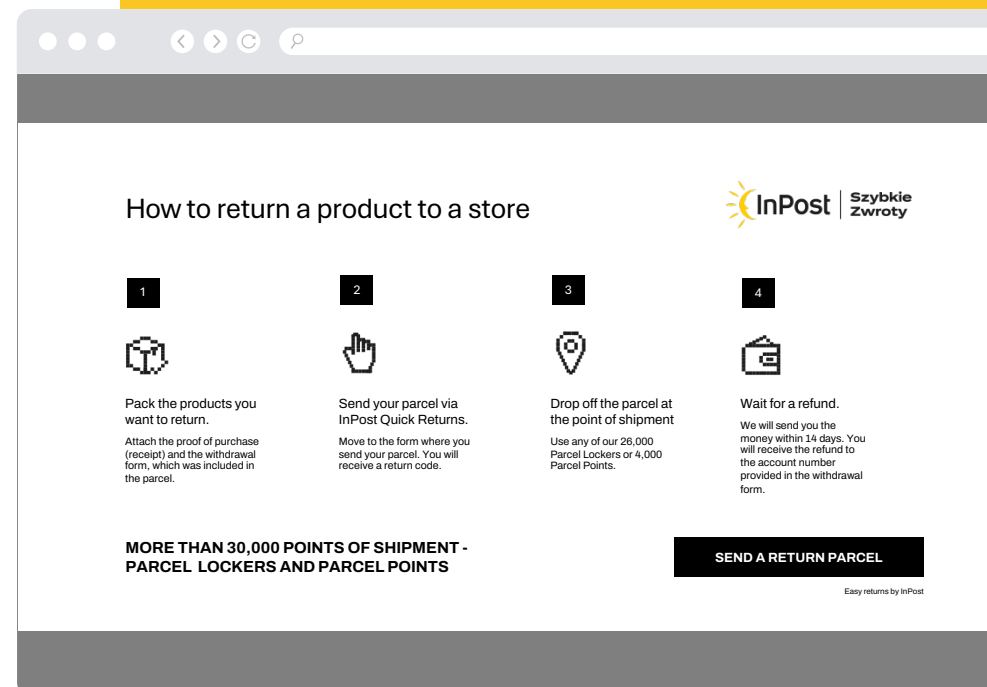 How to return a product to a store
InPost
Szybkie
Zwroty
1
Pack the products you
want to return.
Attach the proof of purchase
(receipt) and the withdrawal
form, which was included in
the parcel.
2
Send your parcel via
InPost Quick Returns.
Move to the form where you
send your parcel. You will
receive a return code.
3
Drop off the parcel at
the point of shipment
Use any of our 26,000
Parcel Lockers or 4,000
Parcel Points.
4
Wait for a refund.
We will send you the
money within 14 days. You
will receive the refund to
the account number
provided in the withdrawal
form.
MORE THAN 30,000 POINTS OF SHIPMENT -
PARCEL LOCKERS AND PARCEL POINTS
SEND A RETURN PARCEL
Easy returns by InPost